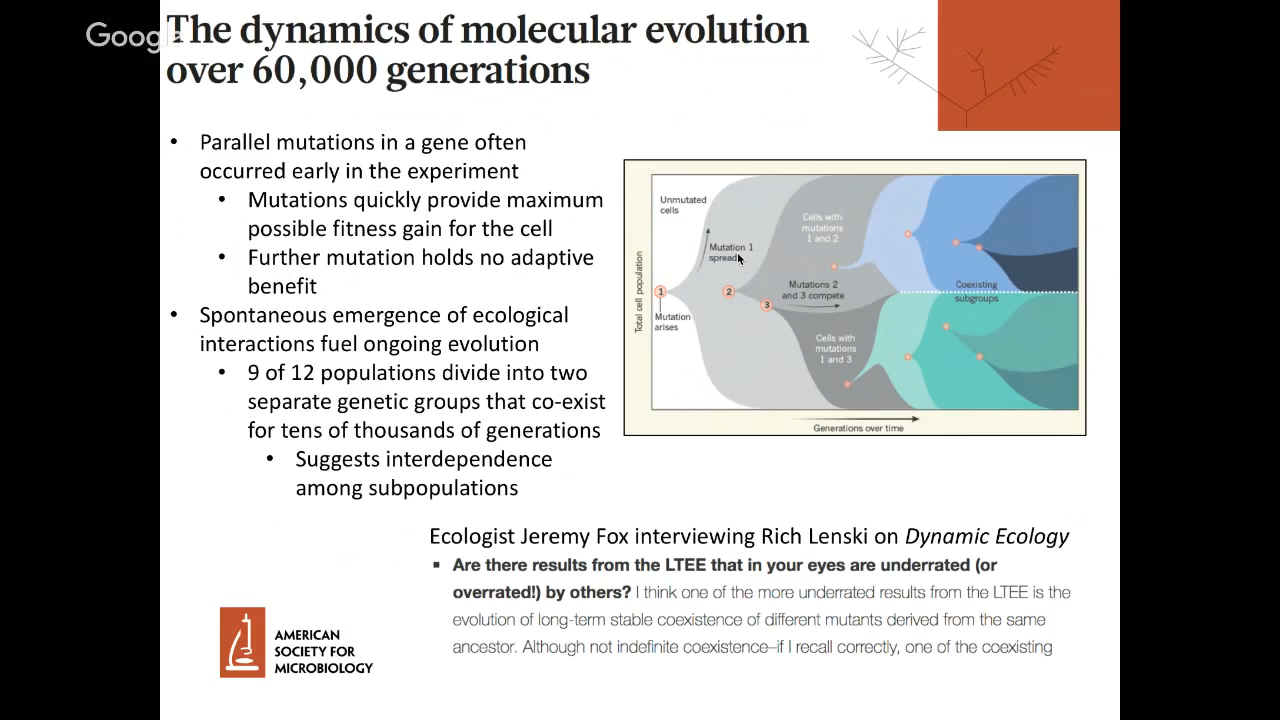 Google
The dynamics of molecular evolution
over 60,000 generations
• Parallel mutations in a gene often
occurred early in the experiment
• Mutations quickly provide maximum
possible fitness gain for the cell
• Further mutation holds no adaptive
benefit
• Spontaneous emergence of ecological
interactions fuel ongoing evolution
• 9 of 12 populations divide into two
separate genetic groups that co-exist
for tens of thousands of generations
• Suggests interdependence
among subpopulations
Total cell population
Unmutated
cells
1
Mutation
arises
Mutation 1
spreads
2
3
Cells with
mutations
1 and 2
Mutations 2
and 3 compete
Cells with
mutations
1 and 3
Coexisting
subgroups
Generations over time
Ecologist Jeremy Fox interviewing Rich Lenski on Dynamic Ecology
▪ Are there results from the LTEE that in your eyes are underrated (or
overrated!) by others? I think one of the more underrated results from the LTEE is the
evolution of long-term stable coexistence of different mutants derived from the same
ancestor. Although not indefinite coexistence–if I recall correctly, one of the coexisting
AMERICAN
SOCIETY FOR
MICROBIOLOGY